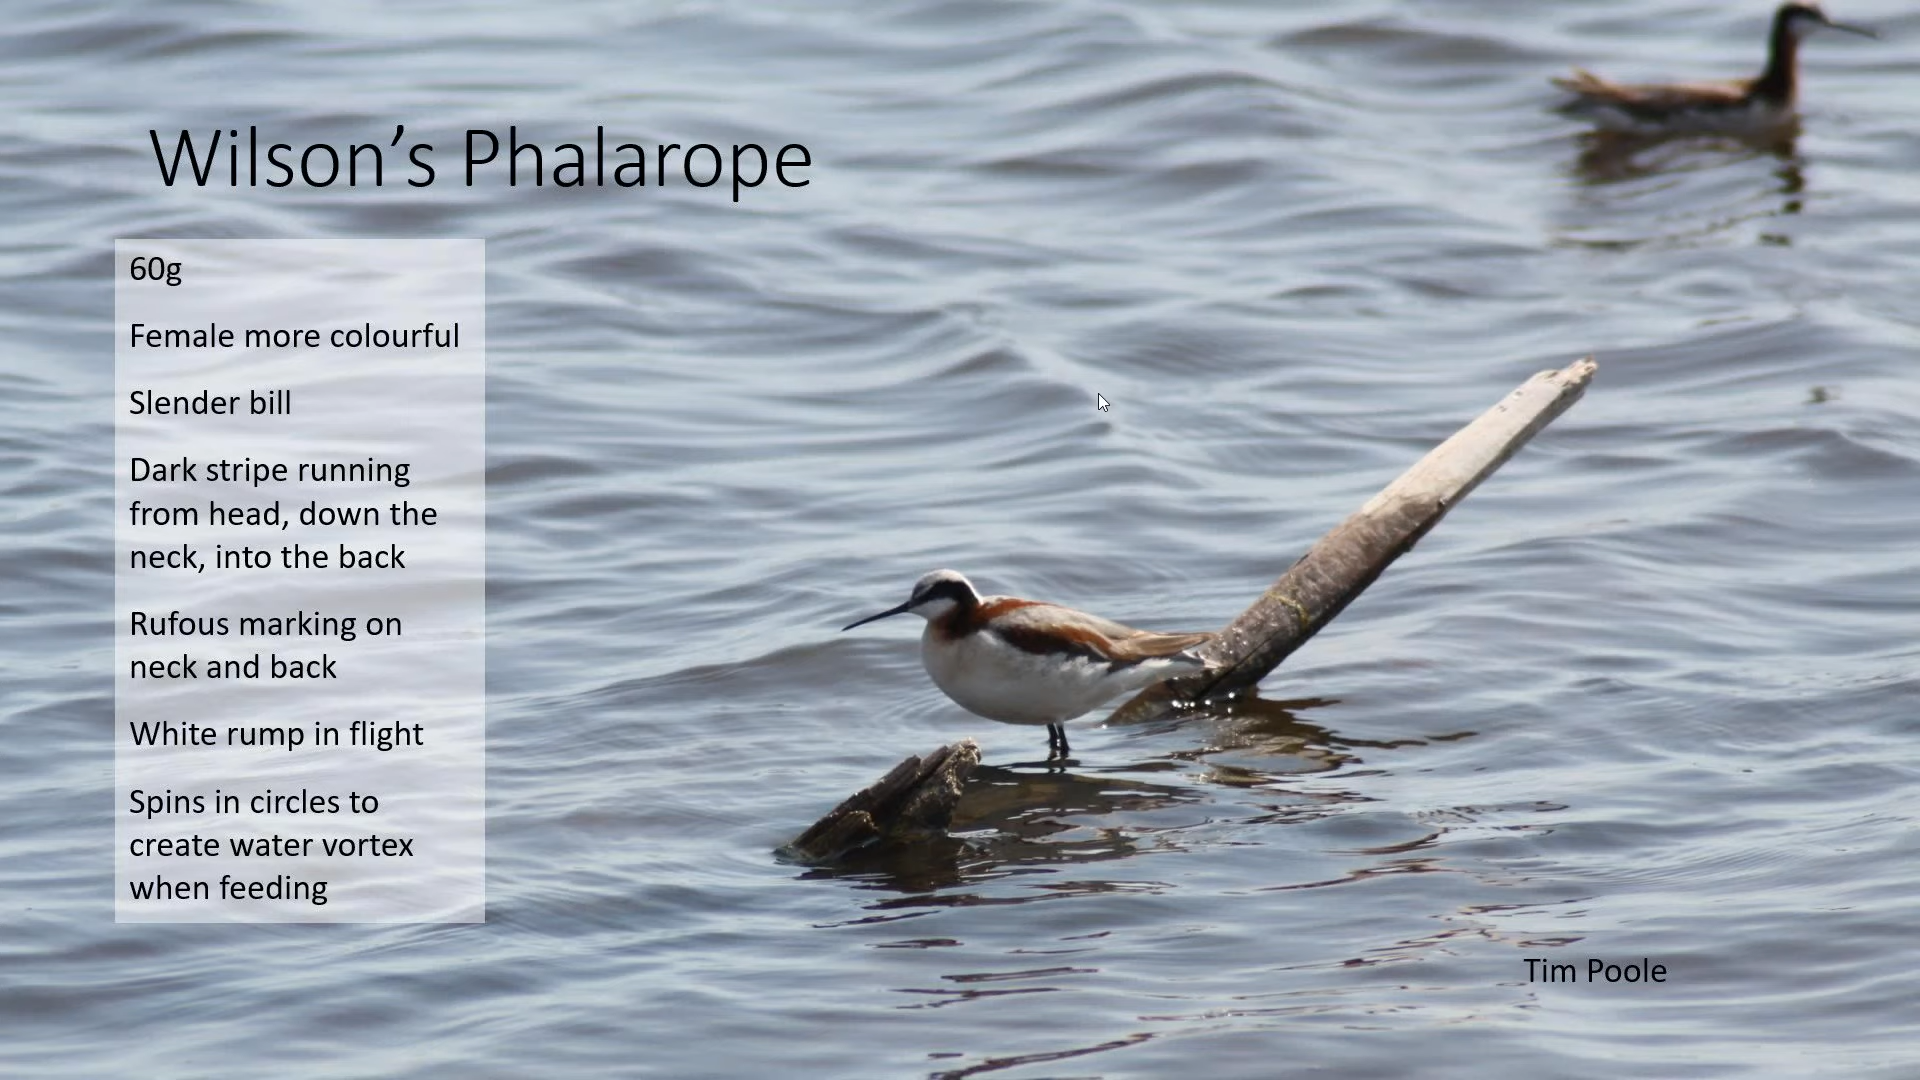 Wilson’s Phalarope
60g
Female more colourful
Slender bill
Dark stripe running
from head, down the
neck, into the back
Rufous marking on
neck and back
White rump in flight
Spins in circles to
create water vortex
when feeding
Tim Poole